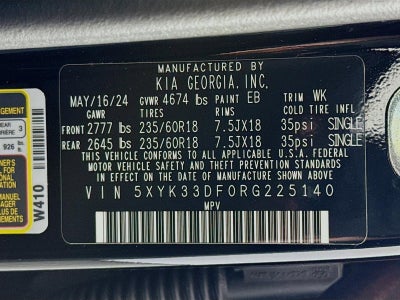 MANUFACTURED BY
KIA GEORGIA, INC.
MAY/16/24 GVWR 4674 lbs PAINT EB TRIM WK
GAWR TIRES RIMS COLD TIRE INFL
FRONT 2777 lbs 235/60R18 7.5JX18 35psi SINGLE
REAR 2645 lbs 235/60R18 7.5JX18 35psi SINGLE
THIS VEHICLE CONFORMS TO ALL APPLICABLE U.S.A. FEDERAL
MOTOR VEHICLE SAFETY AND THEFT PREVENTION STANDARDS
IN EFFECT ON THE DATE OF MANUFACTURE SHOWN ABOVE.
VIN 5XYK33DF0RG225140
MPV
W410
3
926 lbs.